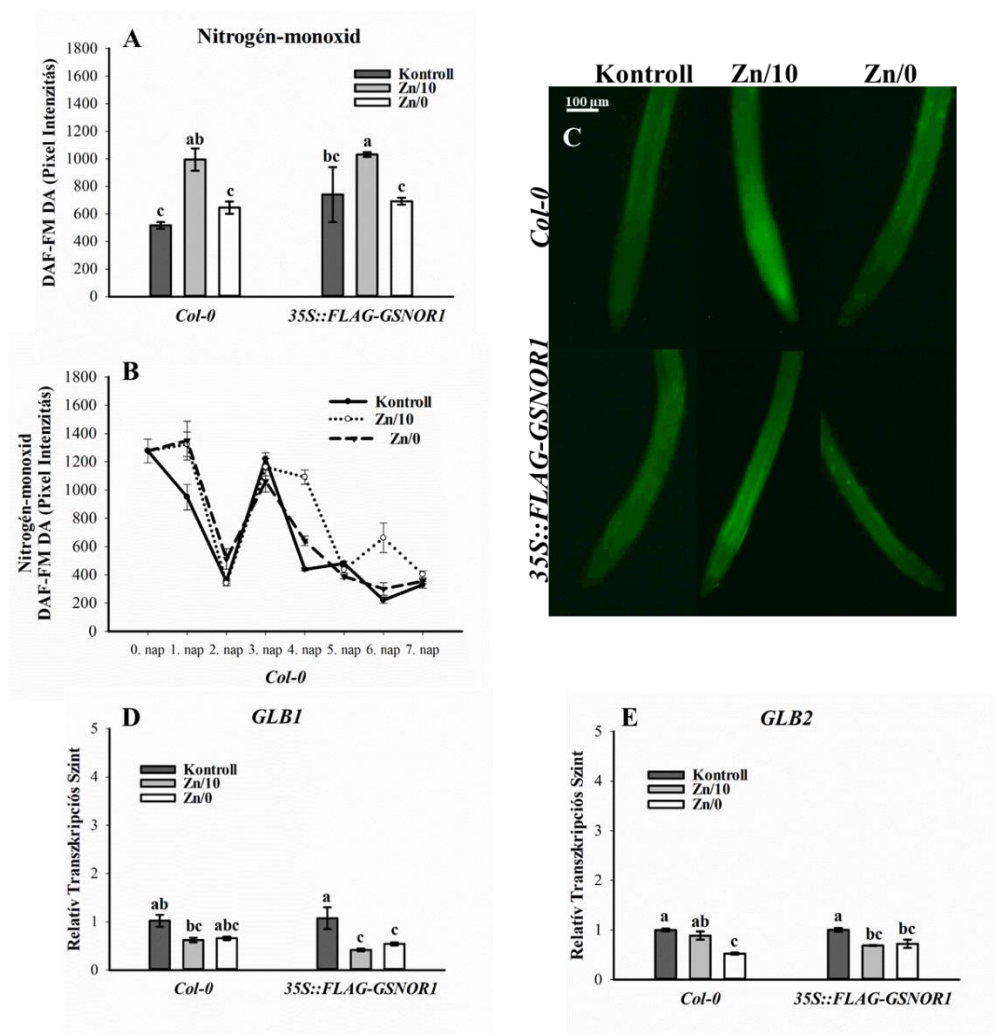 A
Nitrogén-monoxid
DAF-FM DA (Pixel Intenzitás)
1800
1600
1400
1200
1000
800
600
400
200
0
Kontroll
Zn/10
Zn/0
c
ab
c
bc
a
c
Col-0
35S::FLAG-GSNOR1
B
Nitrogén-monoxid
DAF-FM DA (Pixel Intenzitás)
1800
1600
1400
1200
1000
800
600
400
200
0
Kontroll
Zn/10
Zn/0
0. nap 1. nap 2. nap 3. nap 4. nap 5. nap 6. nap 7. nap
Col-0
Kontroll Zn/10 Zn/0
100 µm
C
Col-0
35S::FLAG-GSNOR1
D
GLB1
Relatív Transzkripciós Szint
5
4
3
2
1
0
Kontroll
Zn/10
Zn/0
ab
bc
abc
a
c
c
Col-0
35S::FLAG-GSNOR1
E
GLB2
Relatív Transzkripciós Szint
5
4
3
2
1
0
Kontroll
Zn/10
Zn/0
a
ab
c
a
bc
bc
Col-0
35S::FLAG-GSNOR1